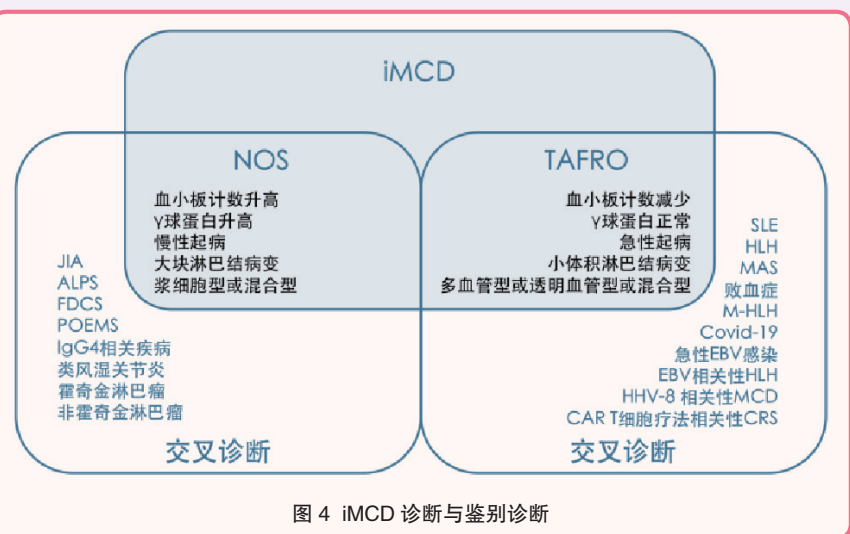 iMCD
NOS
血小板计数升高
γ球蛋白升高
慢性起病
大块淋巴结病变
浆细胞型或混合型
JIA
ALPS
FDCS
POEMS
IgG4相关疾病
类风湿关节炎
霍奇金淋巴瘤
非霍奇金淋巴瘤
交叉诊断
TAFRO
血小板计数减少
γ球蛋白正常
急性起病
小体积淋巴结病变
多血管型或透明血管型或混合型
SLE
HLH
MAS
败血症
M-HLH
Covid-19
急性EBV感染
EBV相关性HLH
HHV-8 相关性MCD
CAR T细胞疗法相关性CRS
交叉诊断
图 4 iMCD 诊断与鉴别诊断